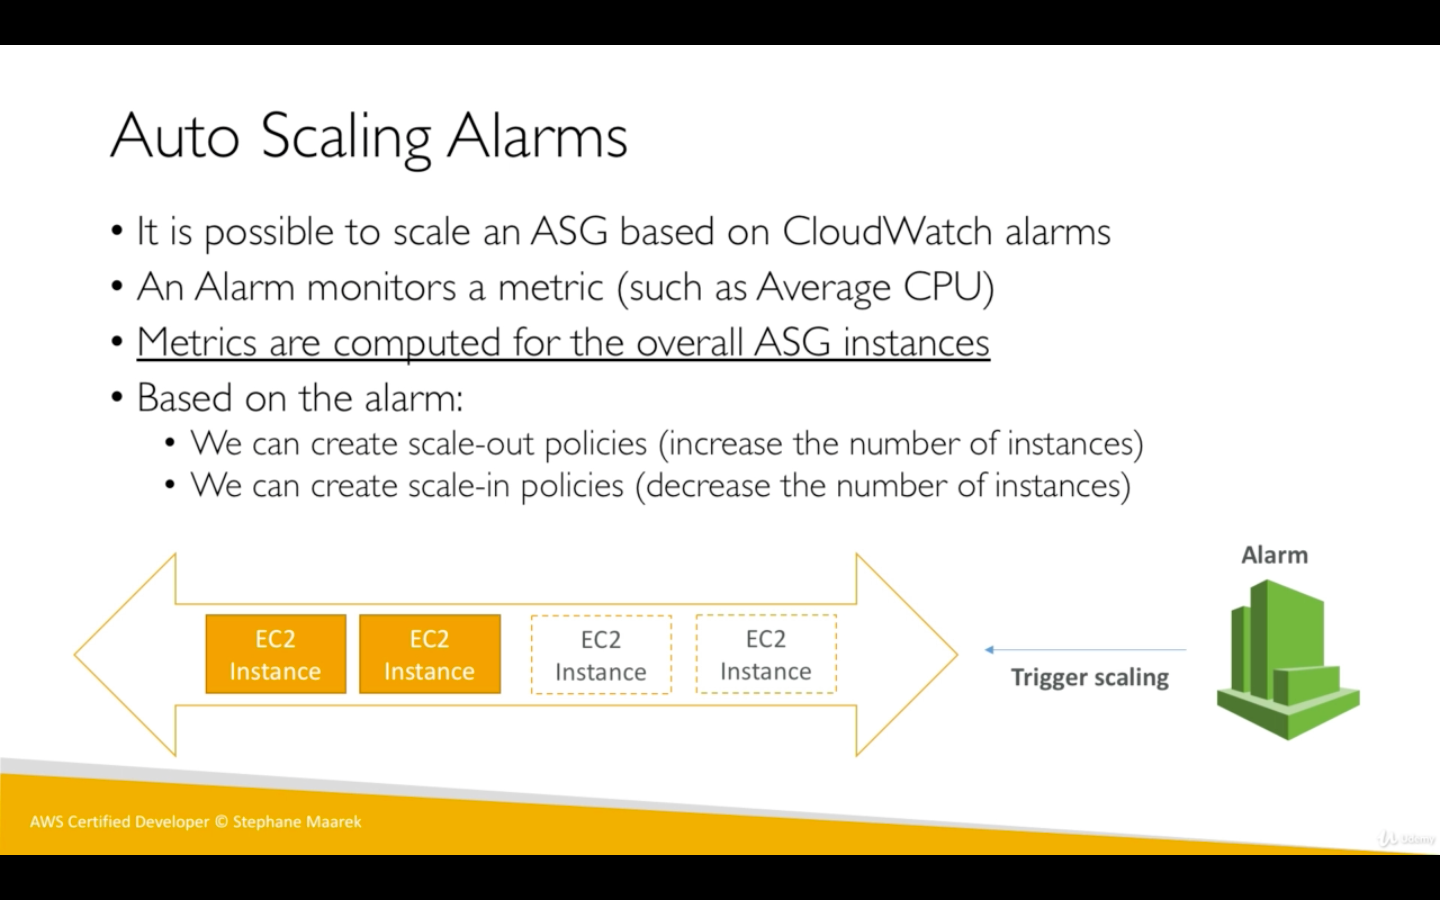 Auto Scaling Alarms
• It is possible to scale an ASG based on CloudWatch alarms
• An Alarm monitors a metric (such as Average CPU)
• Metrics are computed for the overall ASG instances
• Based on the alarm:
• We can create scale-out policies (increase the number of instances)
• We can create scale-in policies (decrease the number of instances)
Alarm
EC2
Instance
EC2
Instance
EC2
Instance
EC2
Instance
Trigger scaling
AWS Certified Developer © Stephane Maarek
Udemy